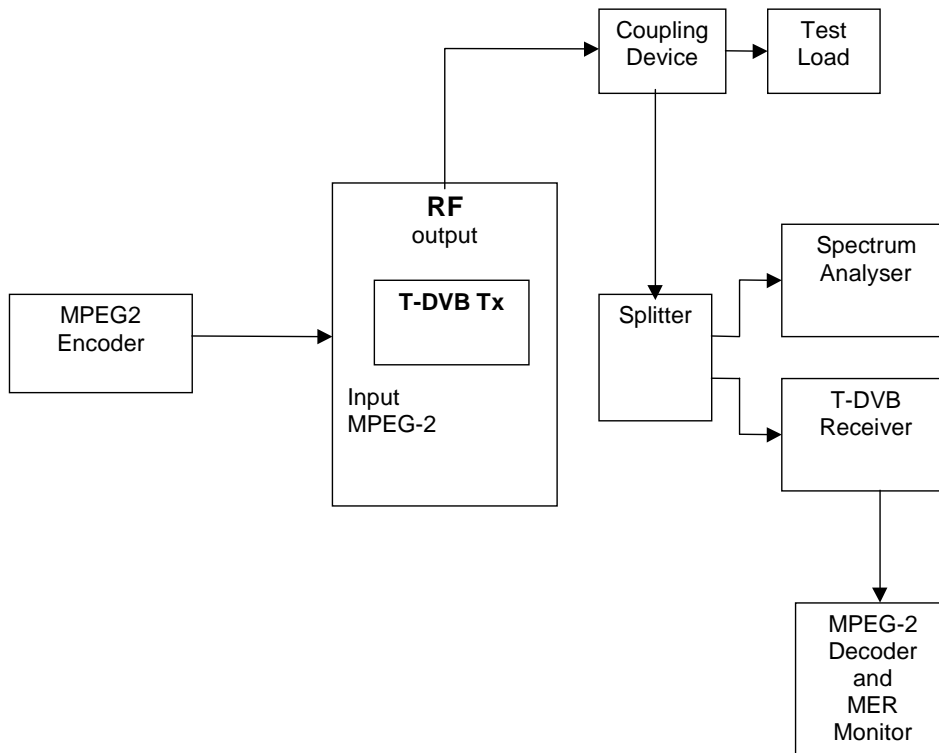 Coupling
Device
Test
Load
RF
output
T-DVB Tx
Input
MPEG-2
MPEG2
Encoder
Splitter
Spectrum
Analyser
T-DVB
Receiver
MPEG-2
Decoder
and
MER
Monitor